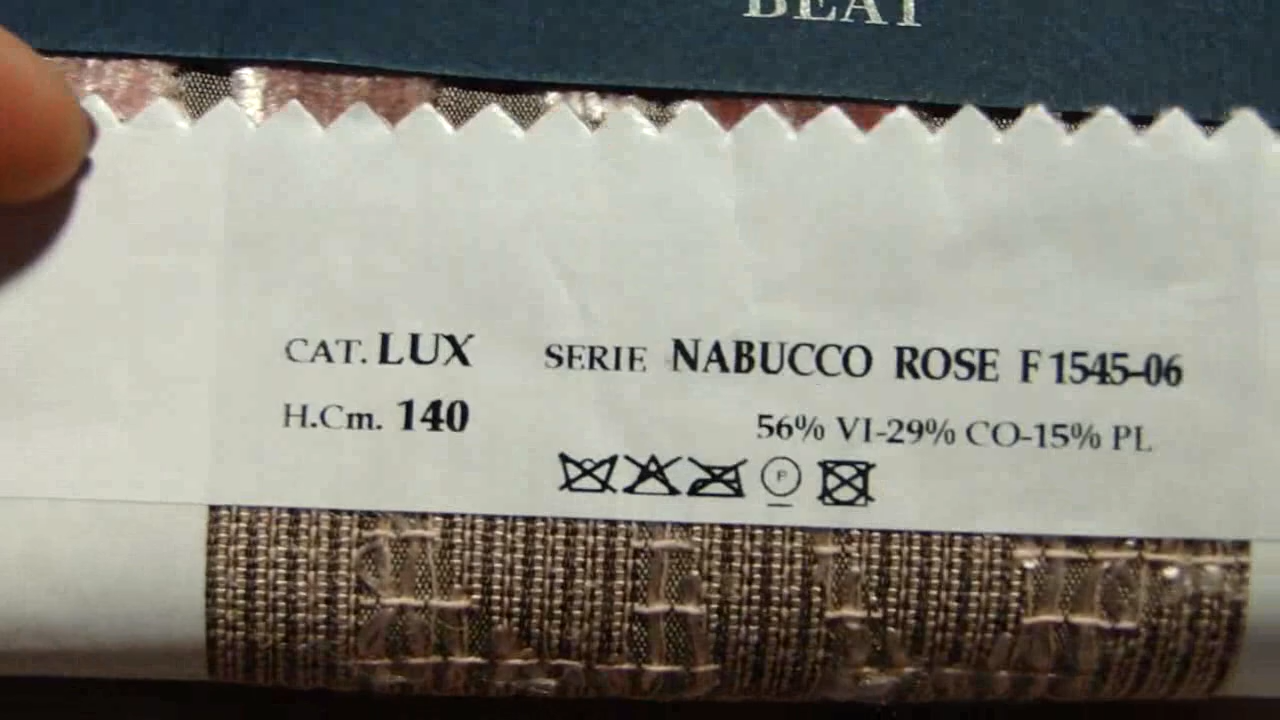 BEAT
CAT. LUX SERIE NABUCCO ROSE F 1545-06
H.Cm. 140 56% VI-29% CO-15% PL
P